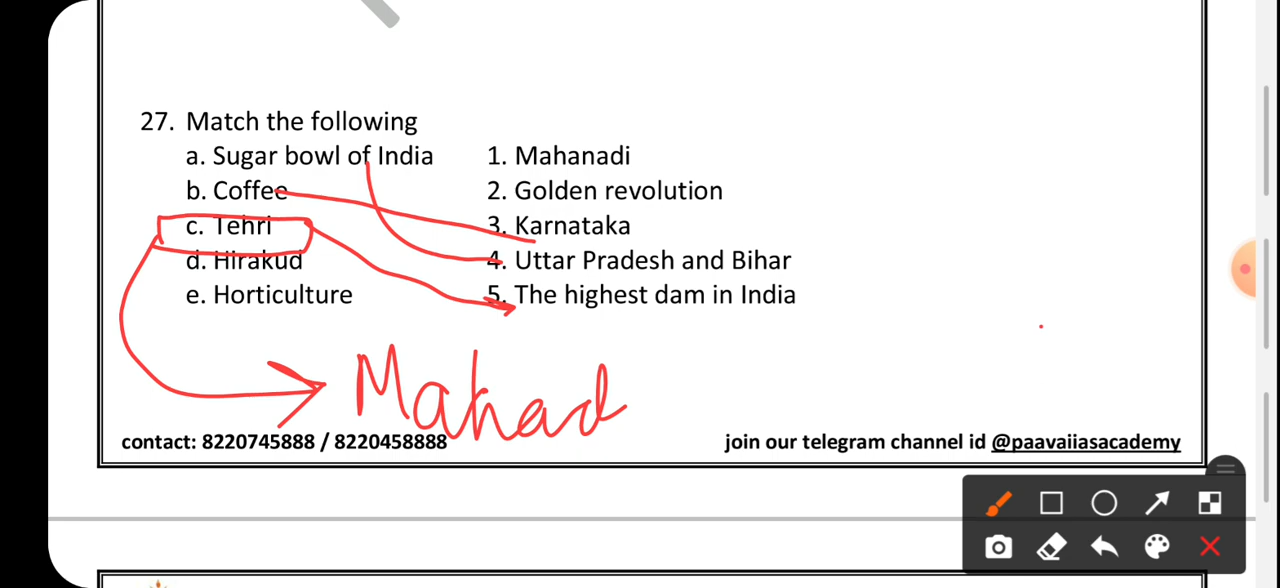 27. Match the following
a. Sugar bowl of India 1. Mahanadi
b. Coffee 2. Golden revolution
c. Tehri 3. Karnataka
d. Hirakud 4. Uttar Pradesh and Bihar
e. Horticulture 5. The highest dam in India
Mahad
contact: 8220745888 / 8220458888 join our telegram channel id @paavaiiasacademy